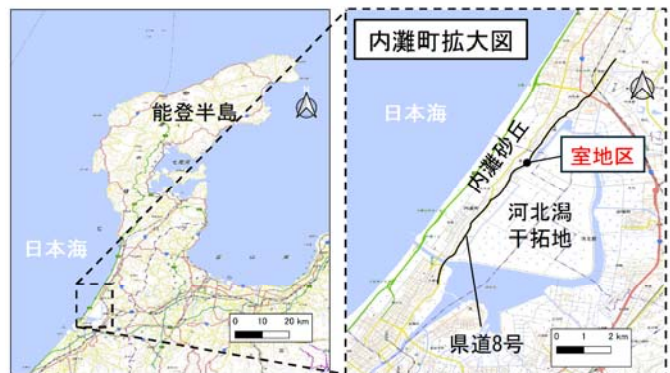 能登半島
日本海
0 10 20 km
内灘町拡大図
日本海
内灘砂丘
室地区
河北潟
干拓地
県道8号
0 1 2 km